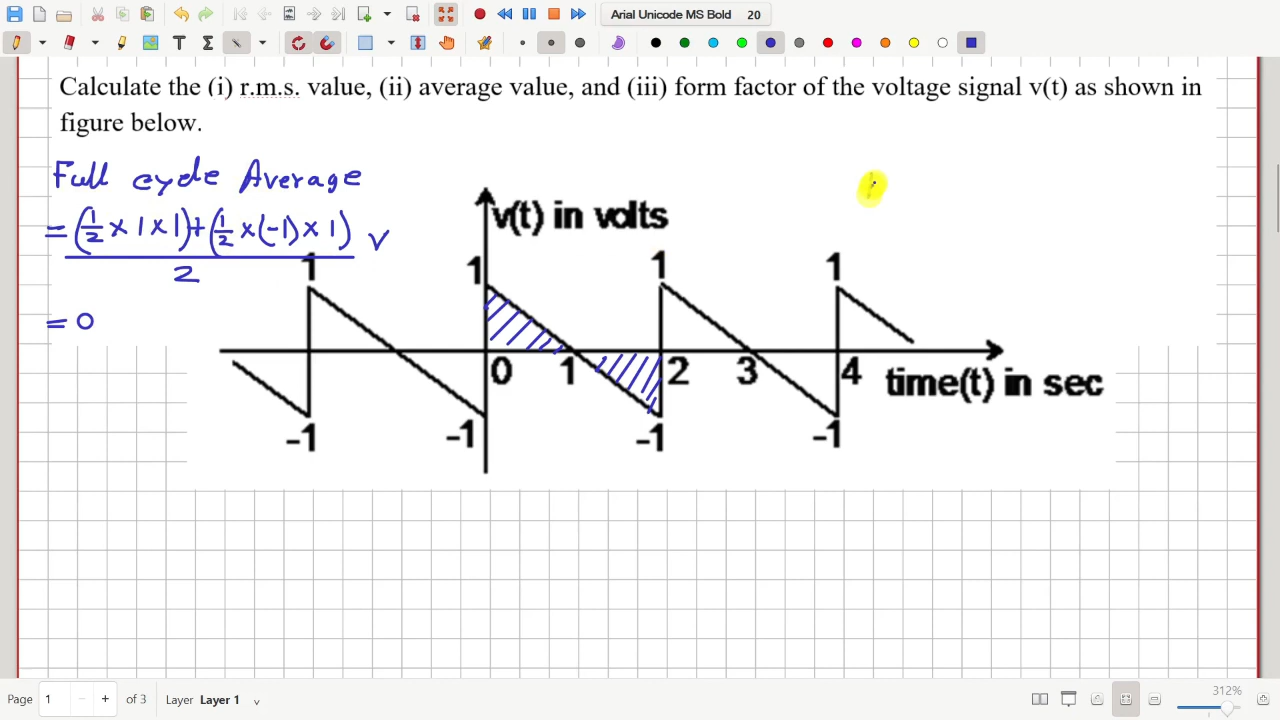 Arial Unicode MS Bold 20
Calculate the (i) r.m.s. value, (ii) average value, and (iii) form factor of the voltage signal v(t) as shown in
figure below.
Full cycle Average
= (1/2 × 1 × 1) + (1/2 × (-1) × 1) V
2
= 0
v(t) in volts
1 1 1 1
0 1 2 3 4 time(t) in sec
-1 -1 -1 -1
Page 1 of 3 Layer Layer 1 312%